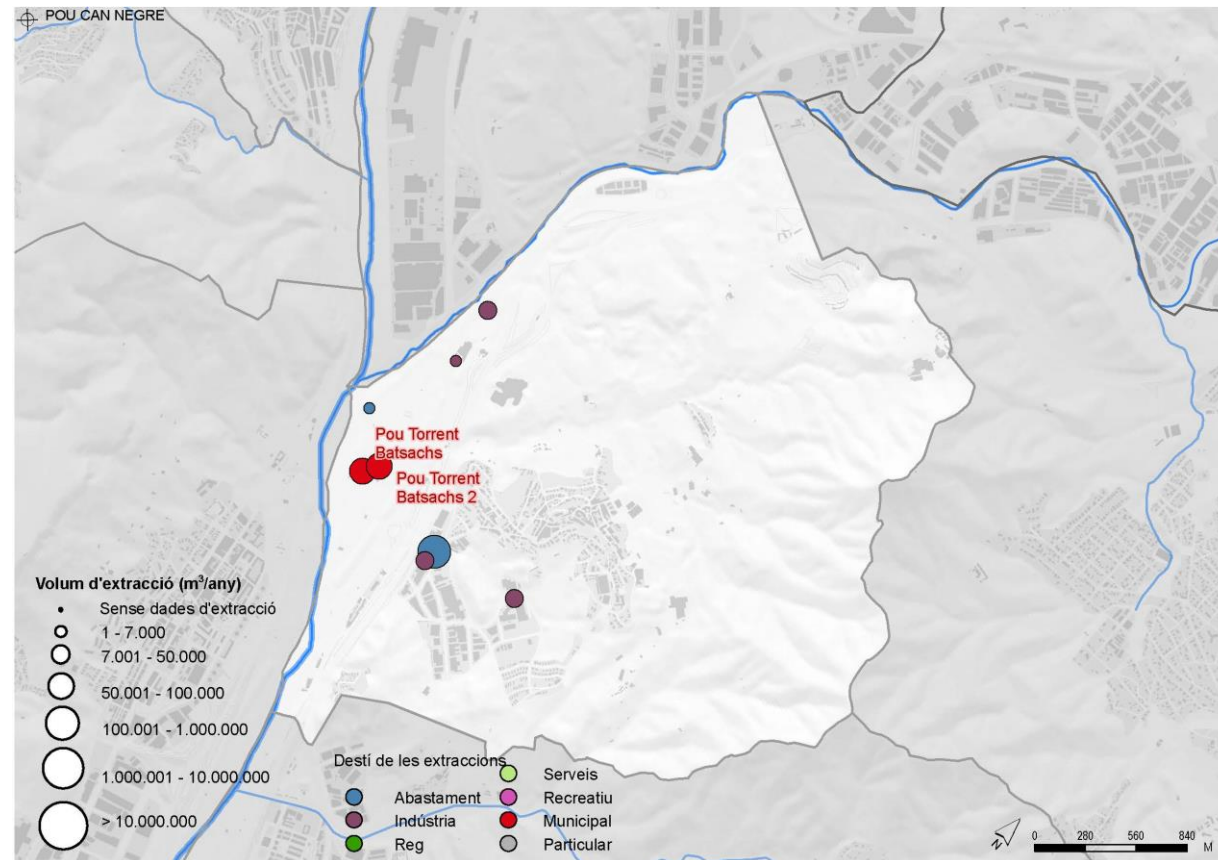 POU CAN NEGRE
Pou Torrent
Batsachs
Pou Torrent
Batsachs 2
Volum d'extracció (m³/any)
Sense dades d'extracció
1 - 7.000
7.001 - 50.000
50.001 - 100.000
100.001 - 1.000.000
1.000.001 - 10.000.000
> 10.000.000
Destí de les extraccions
Abastament
Indústria
Reg
Serveis
Recreatiu
Municipal
Particular
N
0 280 560 840
M